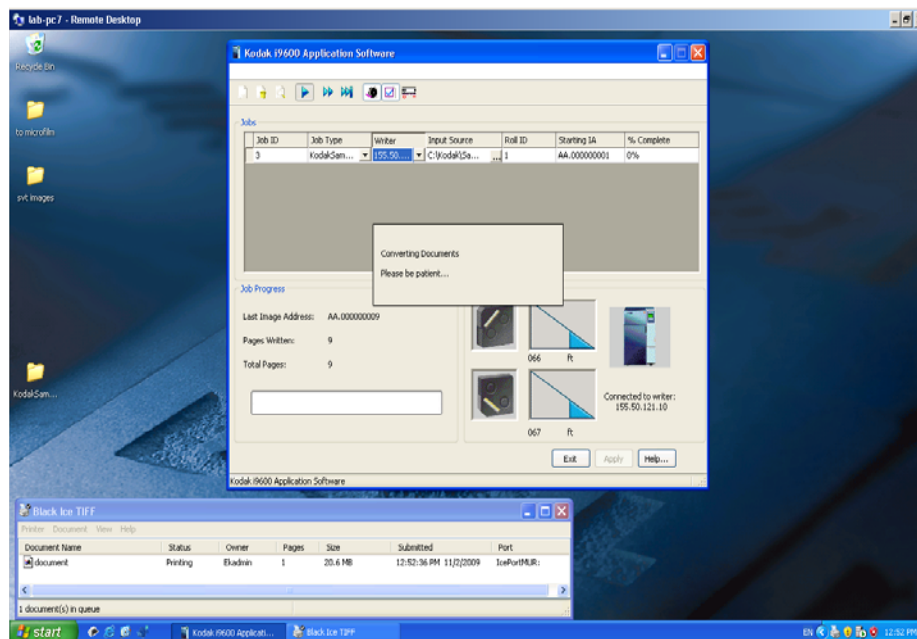 lab-pc7 - Remote Desktop
Recycle Bin
to microfilm
svt images
KodakSam...
Kodak i9600 Application Software
Jobs
Job ID Job Type Writer Input Source Roll ID Starting IA % Complete
3 KodakSam... 155.50.... C:\Kodak\Sa... ... 1 AA.000000001 0%
Converting Documents
Please be patient...
Job Progress
Last Image Address: AA.000000009
Pages Written: 9
Total Pages: 9
066 ft
067 ft
Connected to writer:
155.50.121.10
Exit Apply Help...
Kodak i9600 Application Software
Black Ice TIFF
Printer Document View Help
Document Name Status Owner Pages Size Submitted Port
document Printing Ekadmin 1 20.6 MB 12:52:36 PM 11/2/2009 IcePortMUR:
1 document(s) in queue
start Kodak i9600 Applicati... Black Ice TIFF EN 12:52 PM